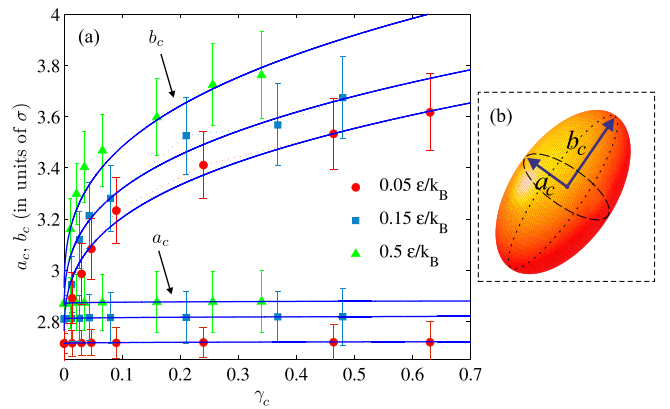 (a)
b_c
a_c
0.05 ε/k_B
0.15 ε/k_B
0.5 ε/k_B
4
3.8
3.6
3.4
3.2
3
2.8
0
0.1
0.2
0.3
0.4
0.5
0.6
0.7
a_c, b_c (in units of σ)
γ_c
(b)
b_c
a_c